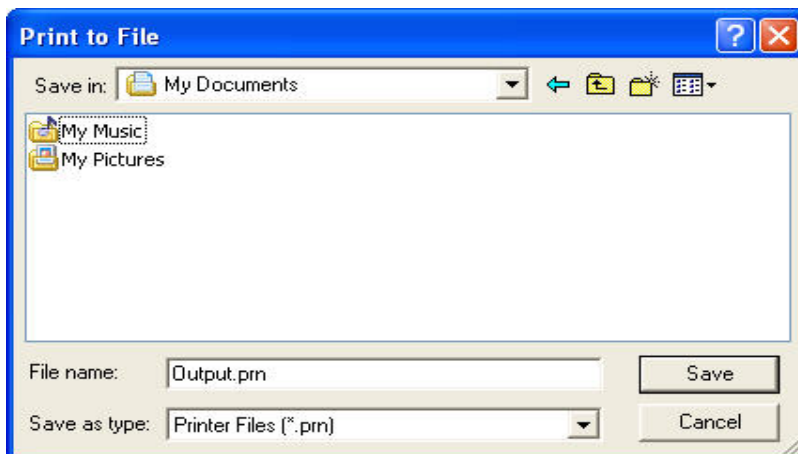 Print to File
Save in: My Documents
My Music
My Pictures
File name: Output.prn Save
Save as type: Printer Files (*.prn) Cancel